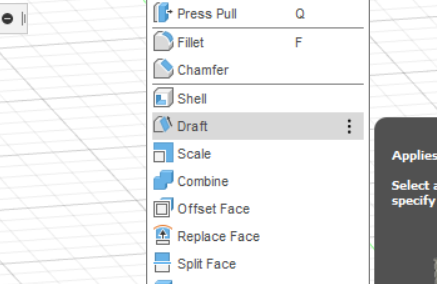 Press Pull Q
Fillet F
Chamfer
Shell
Draft
Applies
Scale
Select a
specify
Combine
Offset Face
Replace Face
Split Face